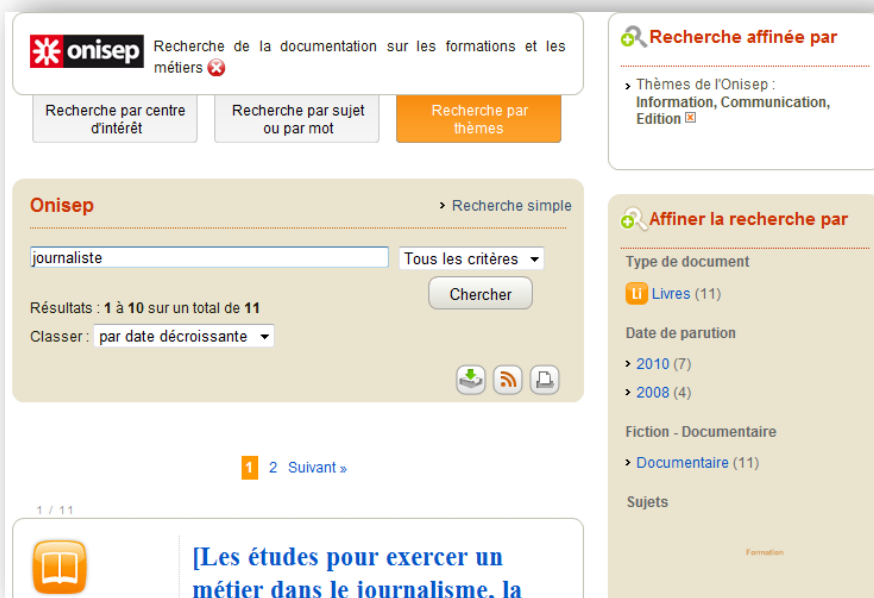 onisep
Recherche de la documentation sur les formations et les
métiers
Recherche par centre
d'intérêt
Recherche par sujet
ou par mot
Recherche par
thèmes
Onisep
Recherche simple
journaliste
Tous les critères
Chercher
Résultats : 1 à 10 sur un total de 11
Classer : par date décroissante
1 2 Suivant »
1 / 11
[Les études pour exercer un
métier dans le journalisme, la
Recherche affinée par
Thèmes de l'Onisep :
Information, Communication,
Edition
Affiner la recherche par
Type de document
Li Livres (11)
Date de parution
2010 (7)
2008 (4)
Fiction - Documentaire
Documentaire (11)
Sujets
Formation